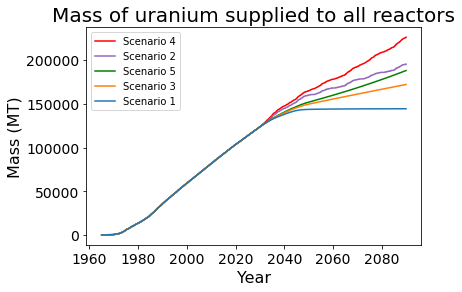 Mass of uranium supplied to all reactors
Scenario 4
Scenario 2
Scenario 5
Scenario 3
Scenario 1
Mass (MT)
200000
150000
100000
50000
0
1960 1980 2000 2020 2040 2060 2080
Year